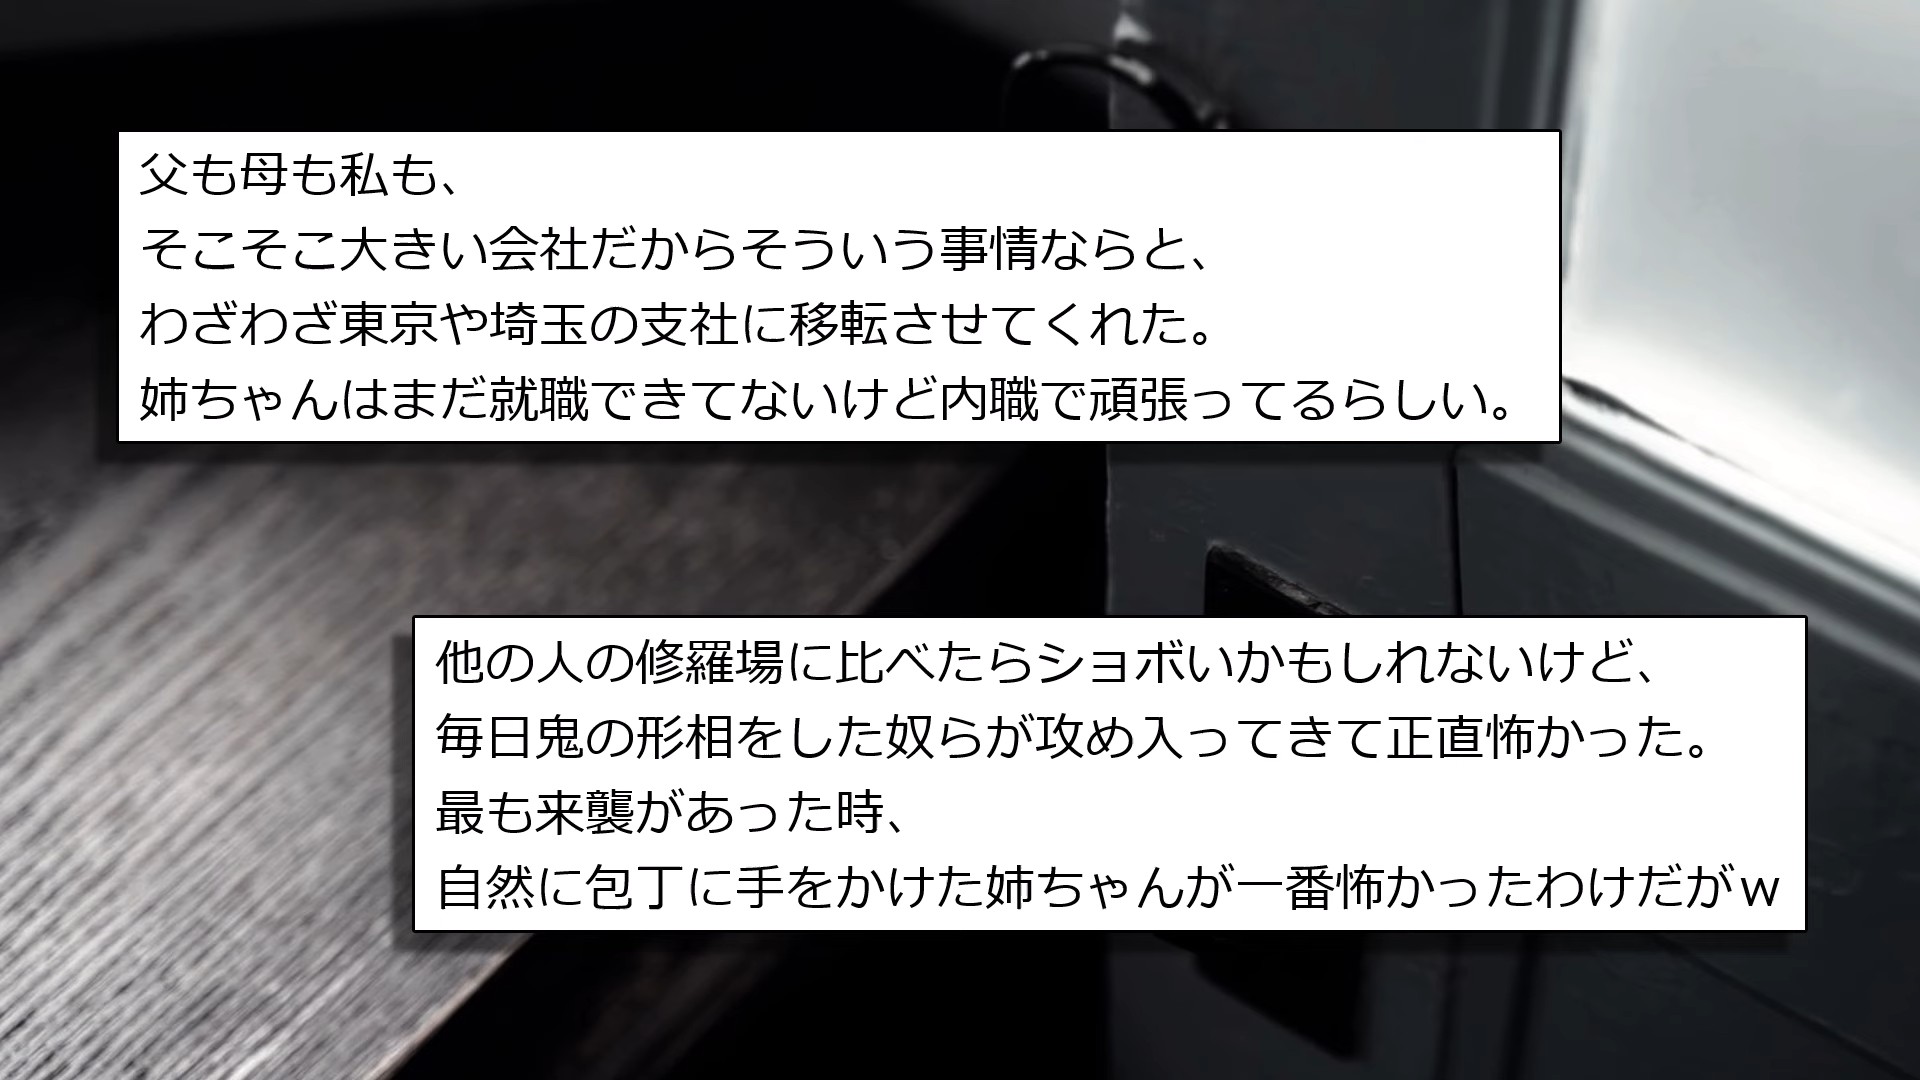 父も母も私も、
そこそこ大きい会社だからそういう事情ならと、
わざわざ東京や埼玉の支社に移転させてくれた。
姉ちゃんはまだ就職できてないけど内職で頑張ってるらしい。
他の人の修羅場に比べたらショボいかもしれないけど、
毎日鬼の形相をした奴らが攻め入ってきて正直怖かった。
最も来襲があった時、
自然に包丁に手をかけた姉ちゃんが一番怖かったわけだがｗ